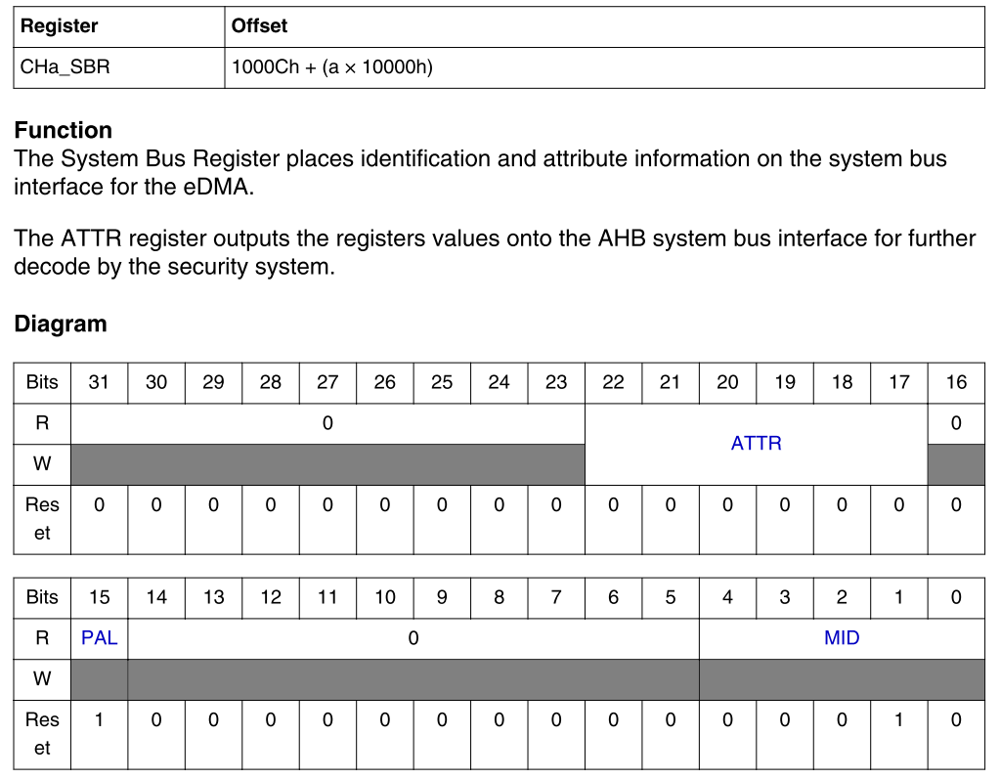 Register Offset
CHa_SBR 1000Ch + (a × 10000h)
Function
The System Bus Register places identification and attribute information on the system bus
interface for the eDMA.
The ATTR register outputs the registers values onto the AHB system bus interface for further
decode by the security system.
Diagram
Bits 31 30 29 28 27 26 25 24 23 22 21 20 19 18 17 16
R 0 ATTR 0
W
Res
et 0 0 0 0 0 0 0 0 0 0 0 0 0 0 0 0
Bits 15 14 13 12 11 10 9 8 7 6 5 4 3 2 1 0
R PAL 0 MID
W
Res
et 1 0 0 0 0 0 0 0 0 0 0 0 0 0 1 0